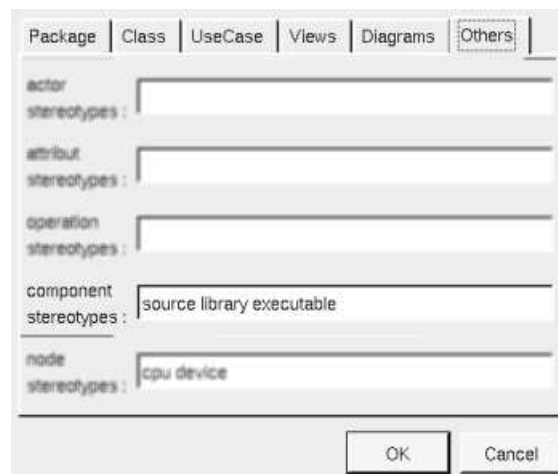 Package Class UseCase Views Diagrams Others
actor
stereotypes :
attribut
stereotypes :
operation
stereotypes :
component
stereotypes : source library executable
node
stereotypes : cpu device
OK Cancel